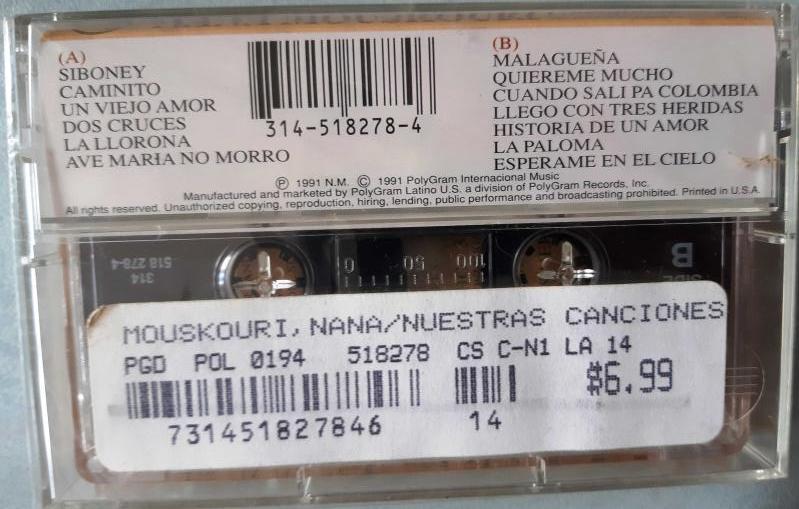 (A)
SIBONEY
CAMINITO
UN VIEJO AMOR
DOS CRUCES
LA LLORONA
AVE MARIA NO MORRO
314-518278-4
(B)
MALAGUEÑA
QUIEREME MUCHO
CUANDO SALI PA COLOMBIA
LLEGO CON TRES HERIDAS
HISTORIA DE UN AMOR
LA PALOMA
ESPERAME EN EL CIELO
℗ 1991 N.M. © 1991 PolyGram Internacional Music
Manufactured and marketed by PolyGram Latino U.S. a division of PolyGram Records, Inc.
All rights reserved. Unauthorized copying, reproduction, hiring, lending, public performance and broadcasting prohibited. Printed in U.S.A.
314
518 278-4
0 50 100
SIDE
B
MOUSKOURI, NANA/NUESTRAS CANCIONES
PGD POL 0194 518278 CS C-N1 LA 14
$6.99
731451827846 14